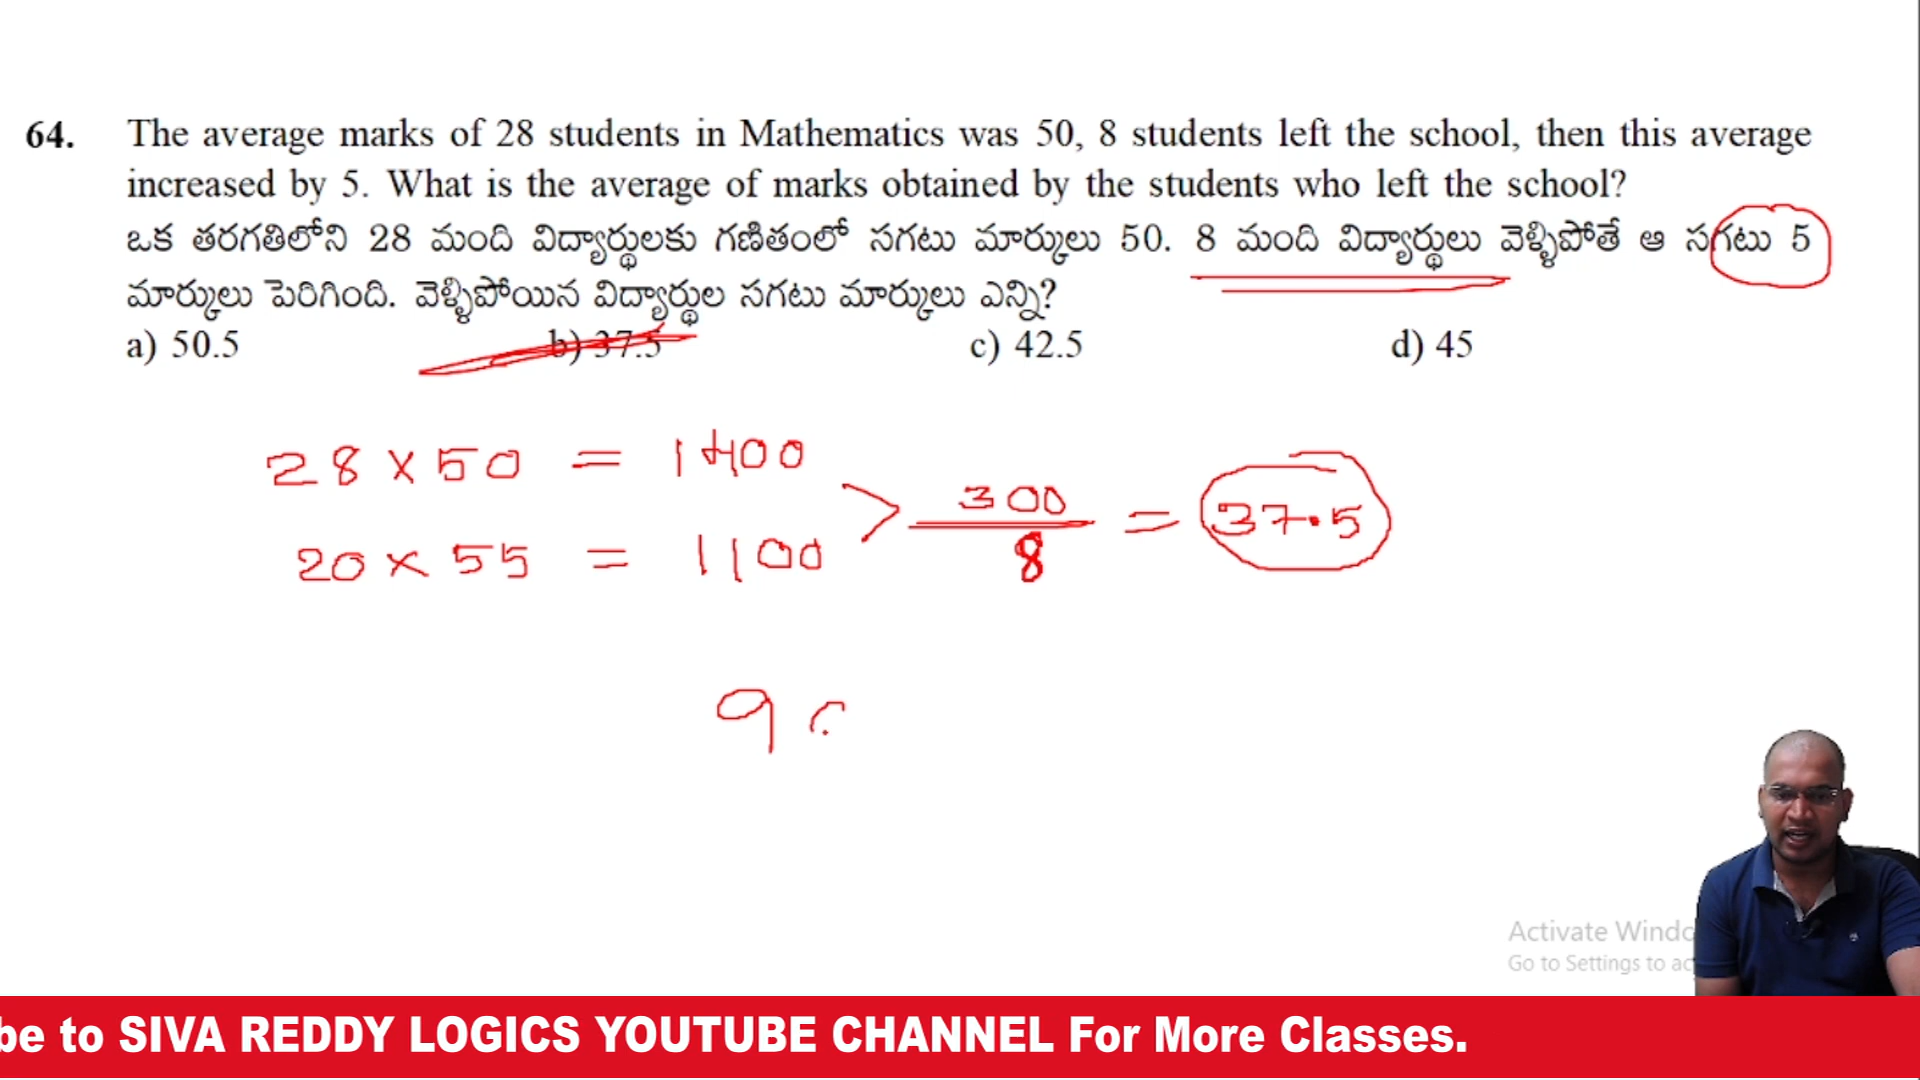 64. The average marks of 28 students in Mathematics was 50, 8 students left the school, then this average
increased by 5. What is the average of marks obtained by the students who left the school?
ఒక తరగతిలోని 28 మంది విద్యార్థులకు గణితంలో సగటు మార్కులు 50. 8 మంది విద్యార్థులు వెళ్ళిపోతే ఆ సగటు 5
మార్కులు పెరిగింది. వెళ్ళిపోయిన విద్యార్థుల సగటు మార్కులు ఎన్ని?
a) 50.5 b) 37.5 c) 42.5 d) 45
28 × 50 = 1400
300
= 37.5
20 × 55 = 1100
8
9
Activate Windo
Go to Settings to ac
be to SIVA REDDY LOGICS YOUTUBE CHANNEL For More Classes.